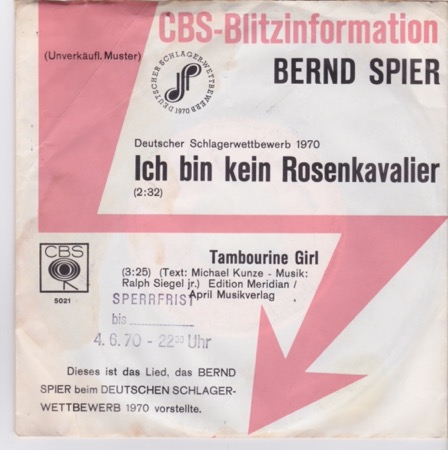 CBS-Blitzinformation
(Unverkäufl. Muster)
BERND SPIER
DEUTSCHER SCHLAGER-WETTBEWERB 1970
Deutscher Schlagerwettbewerb 1970
Ich bin kein Rosenkavalier
(2:32)
CBS
5021
Tambourine Girl
(3:25) (Text: Michael Kunze - Musik:
Ralph Siegel jr.) Edition Meridian /
April Musikverlag
SPERRFRIST
bis
4.6.70 - 22⁰⁰ Uhr
Dieses ist das Lied, das BERND
SPIER beim DEUTSCHEN SCHLAGER-
WETTBEWERB 1970 vorstellte.